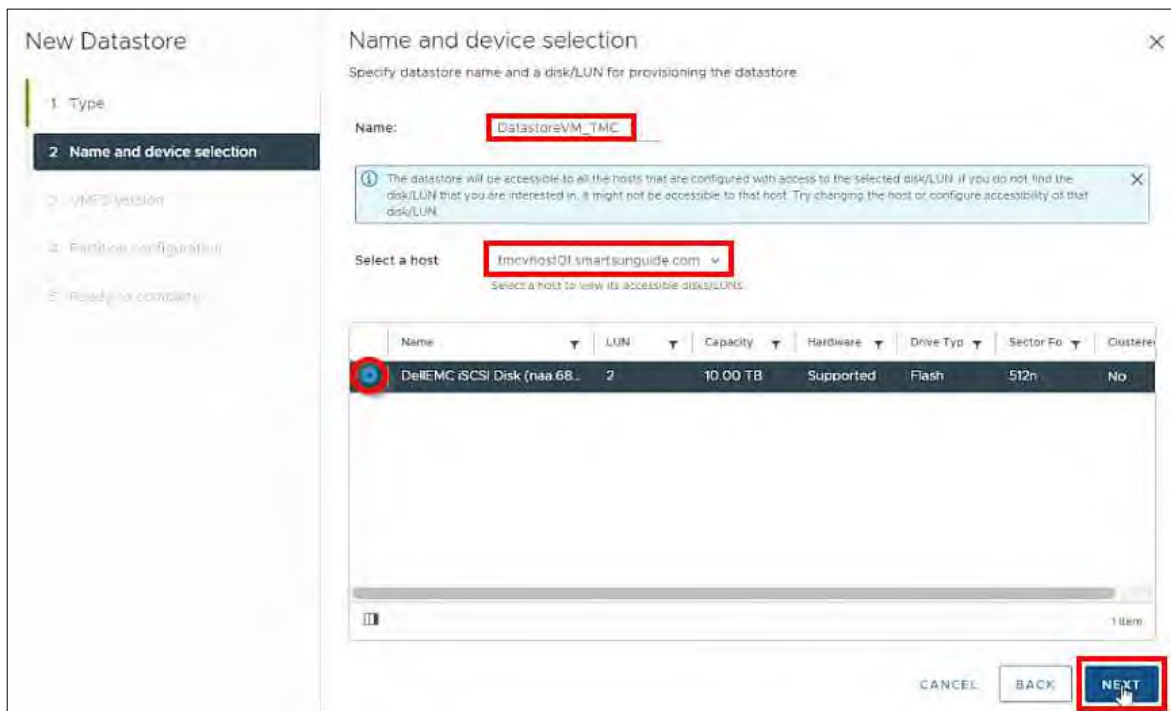 New Datastore
1 Type
2 Name and device selection
3 VMFS version
4 Partition configuration
5 Ready to complete
Name and device selection
Specify datastore name and a disk/LUN for provisioning the datastore
Name: DatastoreVM_TMC
The datastore will be accessible to all the hosts that are configured with access to the selected disk/LUN. If you do not find the
disk/LUN that you are interested in, it might not be accessible to that host. Try changing the host or configure accessibility of that
disk/LUN.
Select a host tmcvhost01.smartsunguide.com
Select a host to view its accessible disks/LUNs.
Name LUN Capacity Hardware Drive Typ Sector Fo Clustered
DellEMC iSCSI Disk (naa.68... 2 10.00 TB Supported Flash 512n No
1 item
CANCEL BACK NEXT